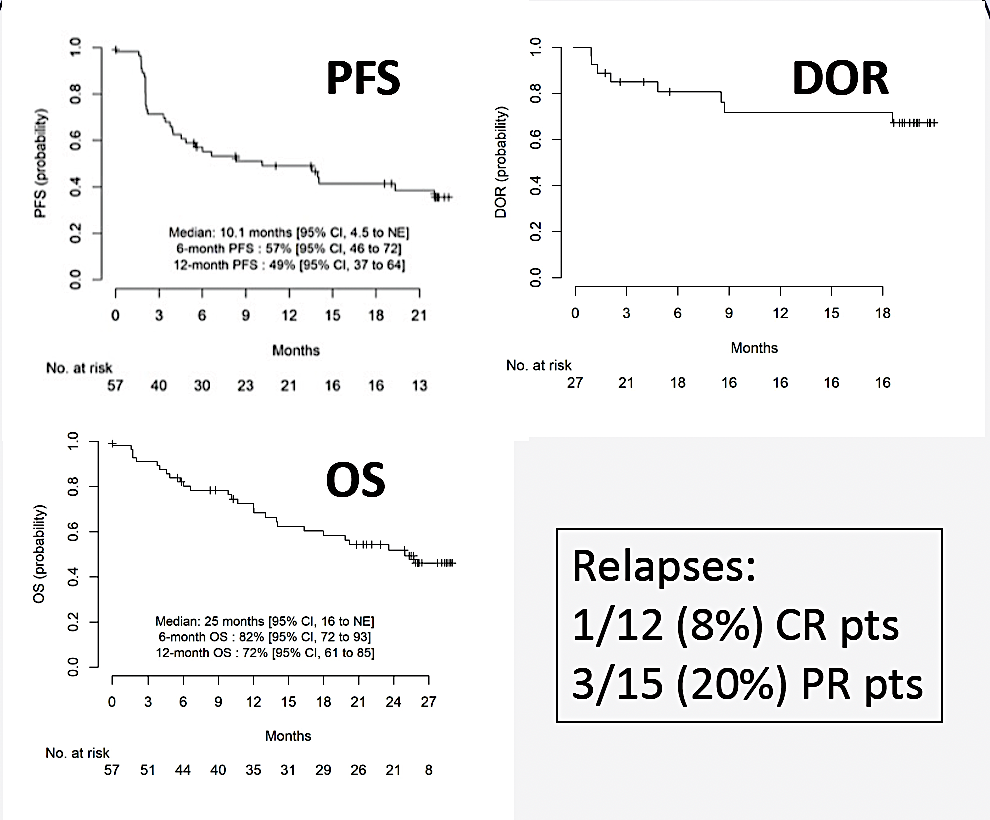 PFS
PFS (probability)
1.0
0.8
0.6
0.4
0.2
0.0
Median: 10.1 months [95% CI, 4.5 to NE]
6-month PFS : 57% [95% CI, 46 to 72]
12-month PFS : 49% [95% CI, 37 to 64]
0 3 6 9 12 15 18 21
Months
No. at risk
57 40 30 23 21 16 16 13
DOR
DOR (probability)
1.0
0.8
0.6
0.4
0.2
0.0
0 3 6 9 12 15 18
Months
No. at risk
27 21 18 16 16 16 16
OS
OS (probability)
1.0
0.8
0.6
0.4
0.2
0.0
Median: 25 months [95% CI, 16 to NE]
6-month OS : 82% [95% CI, 72 to 93]
12-month OS : 72% [95% CI, 61 to 85]
0 3 6 9 12 15 18 21 24 27
Months
No. at risk
57 51 44 40 35 31 29 26 21 8
Relapses:
1/12 (8%) CR pts
3/15 (20%) PR pts